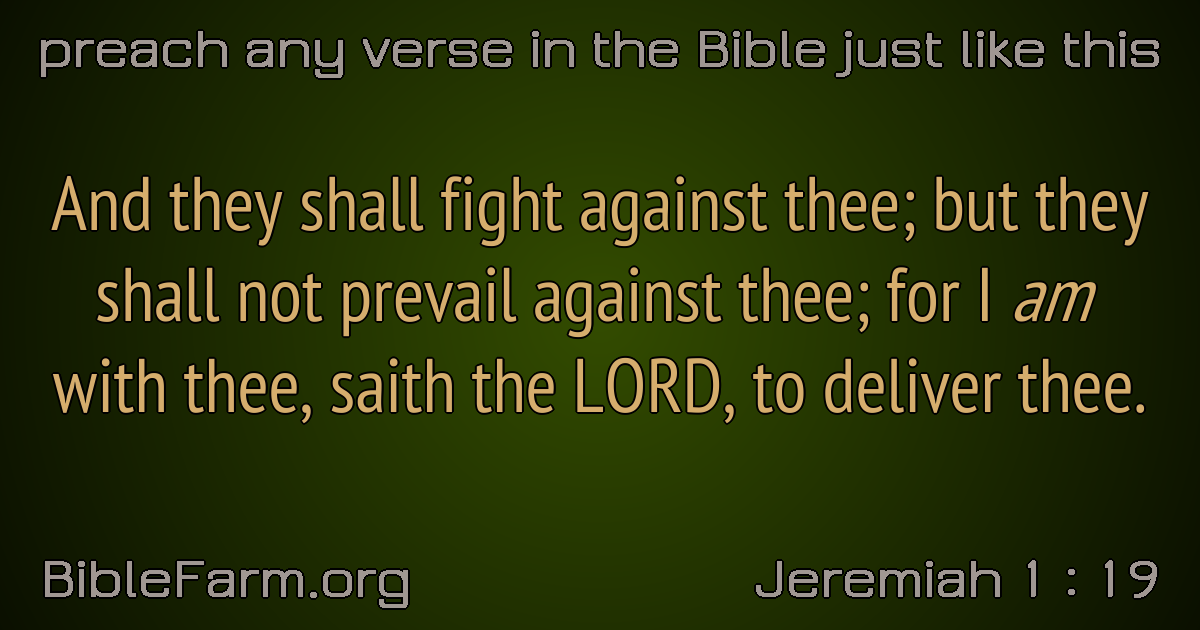 preach any verse in the Bible just like this
And they shall fight against thee; but they
shall not prevail against thee; for I am
with thee, saith the LORD, to deliver thee.
BibleFarm.org
Jeremiah 1 : 19